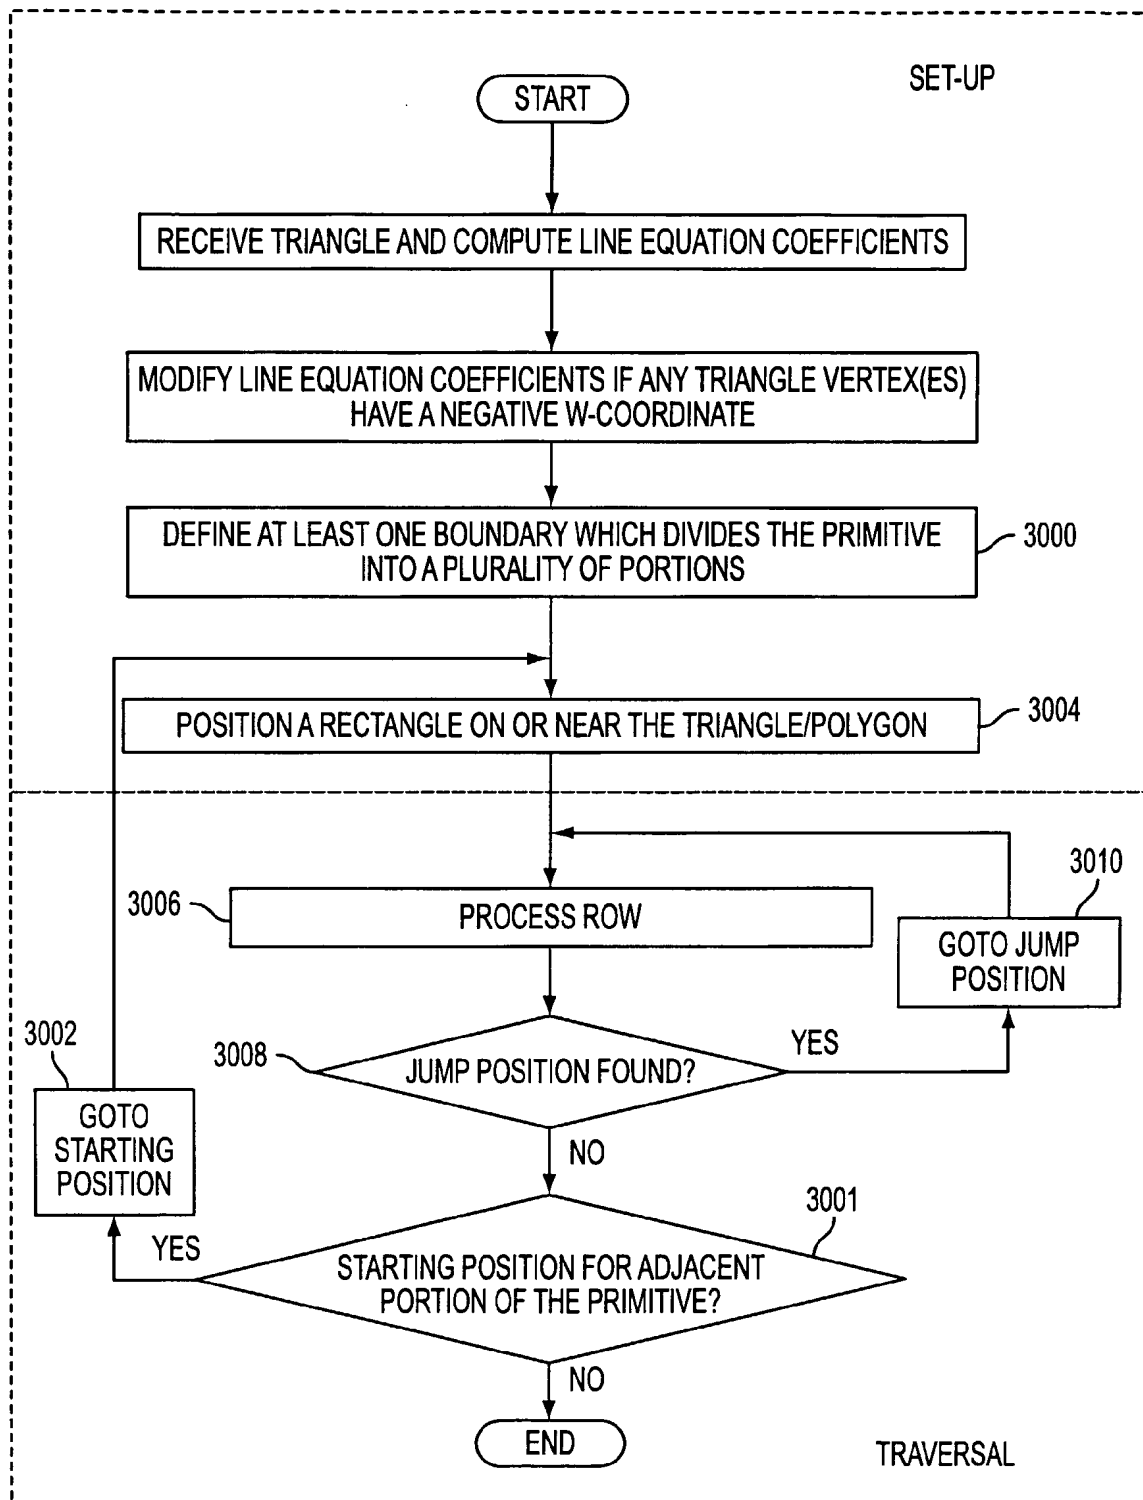 SET-UP
START
RECEIVE TRIANGLE AND COMPUTE LINE EQUATION COEFFICIENTS
MODIFY LINE EQUATION COEFFICIENTS IF ANY TRIANGLE VERTEX(ES)
HAVE A NEGATIVE W-COORDINATE
DEFINE AT LEAST ONE BOUNDARY WHICH DIVIDES THE PRIMITIVE
INTO A PLURALITY OF PORTIONS
3000
POSITION A RECTANGLE ON OR NEAR THE TRIANGLE/POLYGON
3004
3006
PROCESS ROW
3010
GOTO JUMP
POSITION
3008
JUMP POSITION FOUND?
YES
NO
3002
GOTO
STARTING
POSITION
YES
3001
STARTING POSITION FOR ADJACENT
PORTION OF THE PRIMITIVE?
NO
END
TRAVERSAL